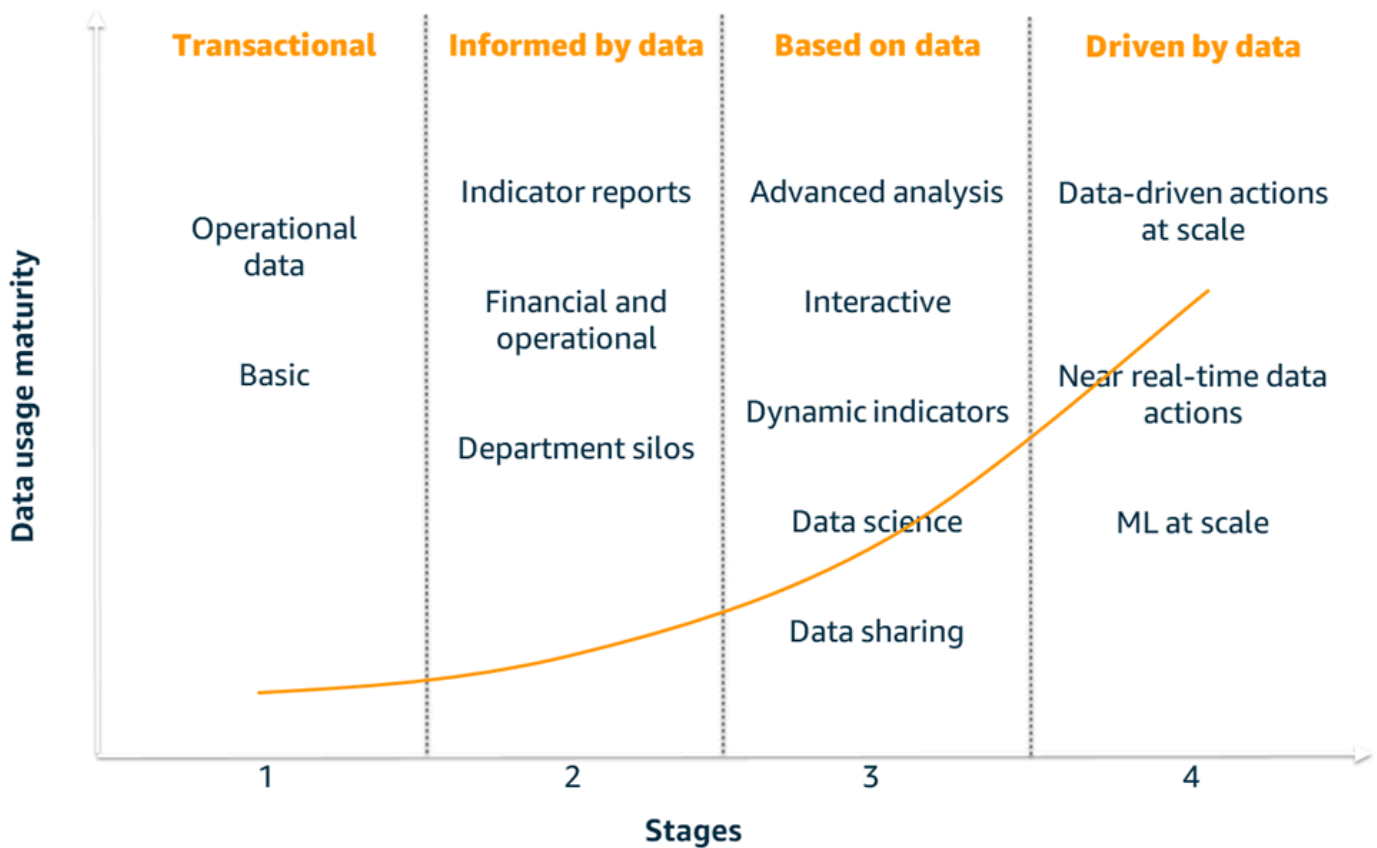 Transactional
Operational
data
Basic
Informed by data
Indicator reports
Financial and
operational
Department silos
Based on data
Advanced analysis
Interactive
Dynamic indicators
Data science
Data sharing
Driven by data
Data-driven actions
at scale
Near real-time data
actions
ML at scale
Data usage maturity
1
2
3
4
Stages